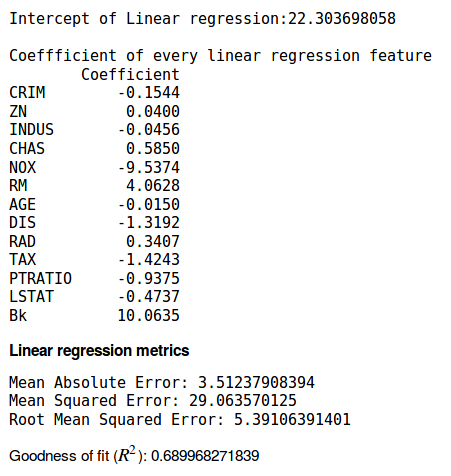 Intercept of Linear regression:22.303698058
Coeffficient of every linear regression feature
Coefficient
CRIM -0.1544
ZN 0.0400
INDUS -0.0456
CHAS 0.5850
NOX -9.5374
RM 4.0628
AGE -0.0150
DIS -1.3192
RAD 0.3407
TAX -1.4243
PTRATIO -0.9375
LSTAT -0.4737
Bk 10.0635
Linear regression metrics
Mean Absolute Error: 3.51237908394
Mean Squared Error: 29.063570125
Root Mean Squared Error: 5.39106391401
Goodness of fit (R²): 0.689968271839